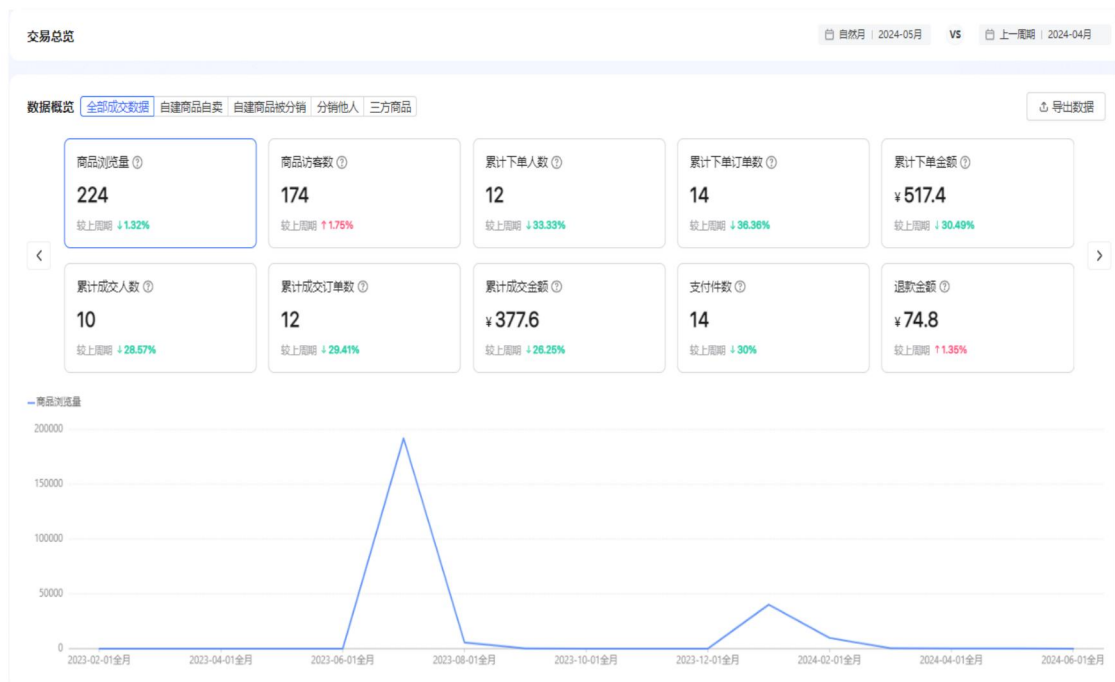 交易总览
自然月 | 2024-05月 VS 上一周期 | 2024-04月
数据概览 全部成交数据 自建商品自卖 自建商品被分销 分销他人 三方商品 导出数据
商品浏览量 商品访客数 累计下单人数 累计下单订单数 累计下单金额
224 174 12 14 ¥517.4
较上周期 ↓1.32% 较上周期 ↑1.75% 较上周期 ↓33.33% 较上周期 ↓36.36% 较上周期 ↓30.49%
累计成交人数 累计成交订单数 累计成交金额 支付件数 退款金额
10 12 ¥377.6 14 ¥74.8
较上周期 ↓28.57% 较上周期 ↓29.41% 较上周期 ↓26.25% 较上周期 ↓30% 较上周期 ↑1.35%
商品浏览量
200000
150000
100000
50000
0
2023-02-01全月 2023-04-01全月 2023-06-01全月 2023-08-01全月 2023-10-01全月 2023-12-01全月 2024-02-01全月 2024-04-01全月 2024-06-01全月